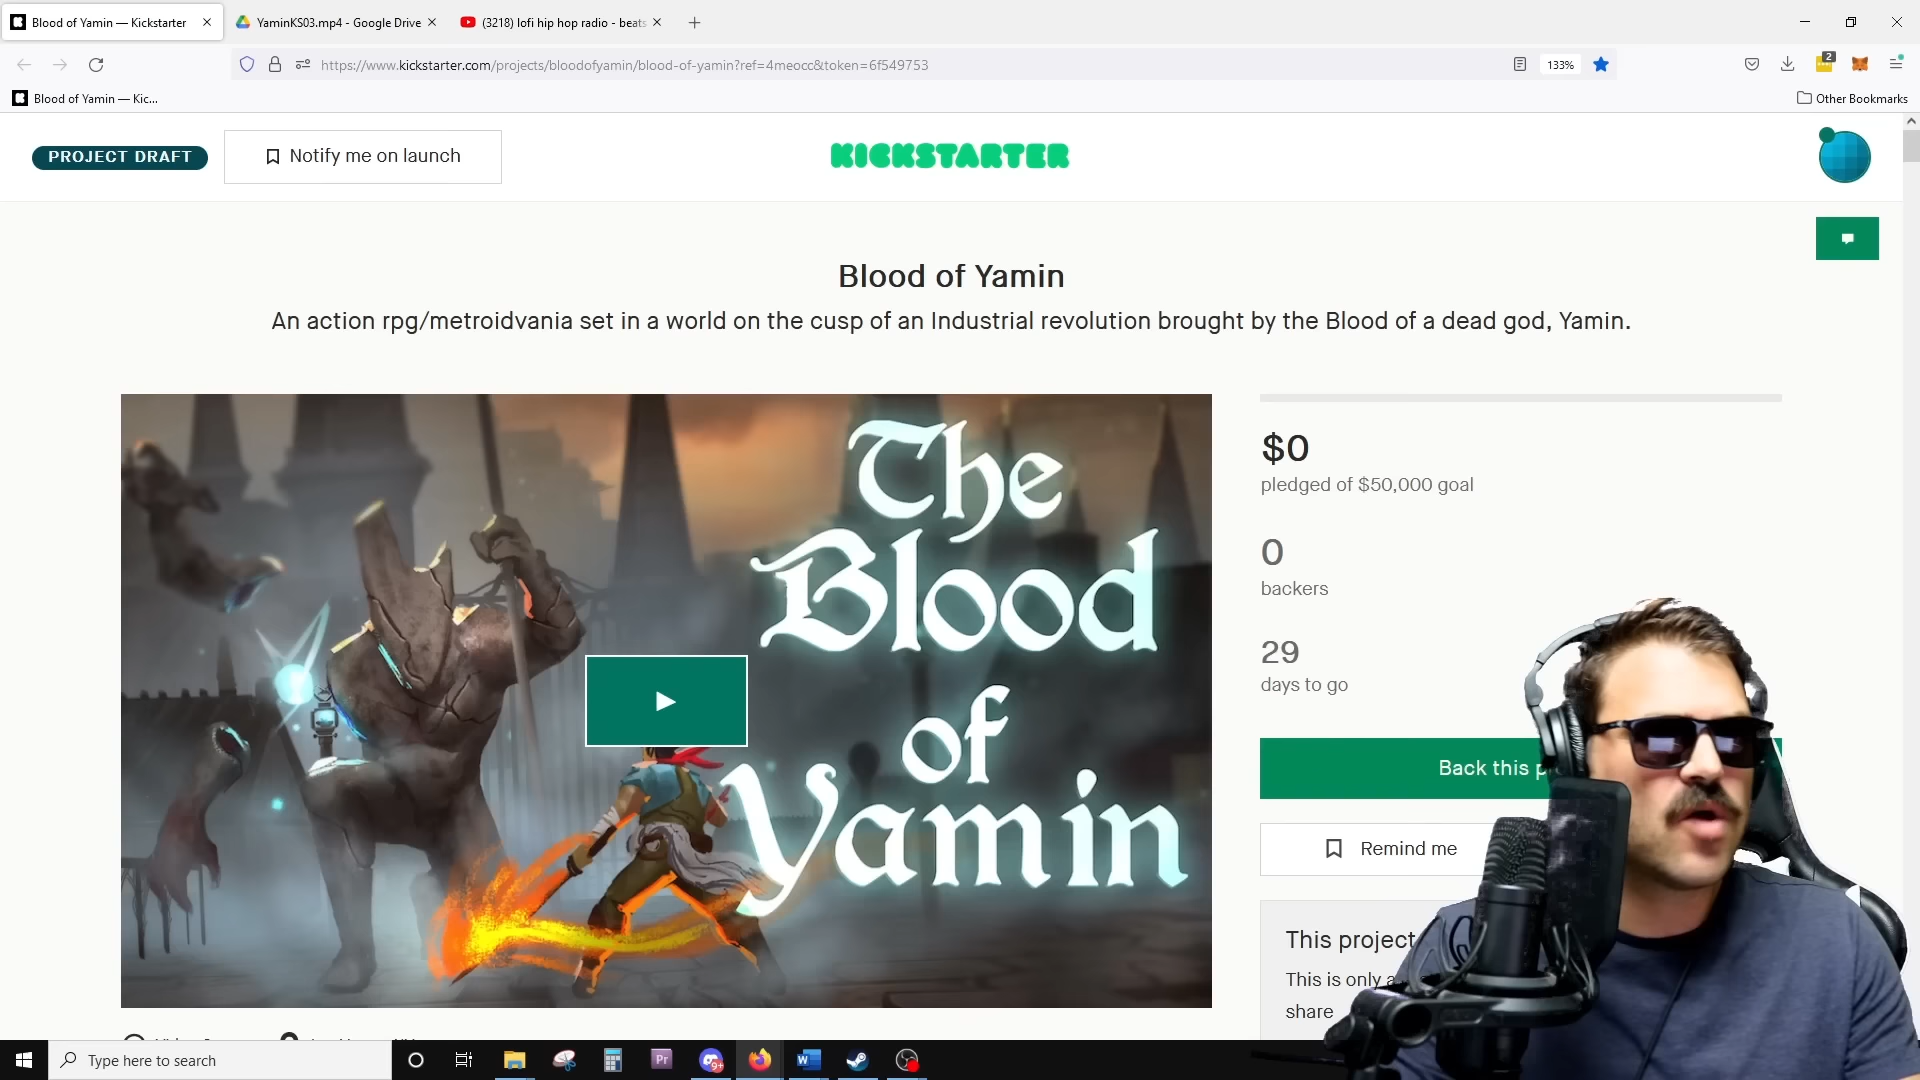 Blood of Yamin — Kickstarter
YaminKS03.mp4 - Google Drive
(3218) lofi hip hop radio - beats
https://www.kickstarter.com/projects/bloodofyamin/blood-of-yamin?ref=4meocc&token=6f549753
133%
2
Blood of Yamin — Kic...
Other Bookmarks
PROJECT DRAFT
Notify me on launch
KICKSTARTER
Blood of Yamin
An action rpg/metroidvania set in a world on the cusp of an Industrial revolution brought by the Blood of a dead god, Yamin.
The
Blood
of
Yamin
$0
pledged of $50,000 goal
0
backers
29
days to go
Back this p
Remind me
This project
This is only a
share
Type here to search
Pr
9+